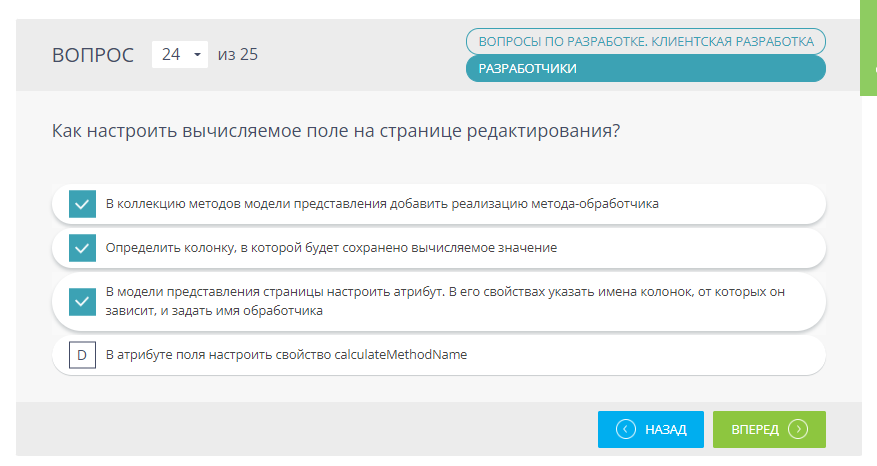 ВОПРОС 24 из 25
ВОПРОСЫ ПО РАЗРАБОТКЕ. КЛИЕНТСКАЯ РАЗРАБОТКА
РАЗРАБОТЧИКИ
Как настроить вычисляемое поле на странице редактирования?
В коллекцию методов модели представления добавить реализацию метода-обработчика
Определить колонку, в которой будет сохранено вычисляемое значение
В модели представления страницы настроить атрибут. В его свойствах указать имена колонок, от которых он
зависит, и задать имя обработчика
D В атрибуте поля настроить свойство calculateMethodName
НАЗАД ВПЕРЕД